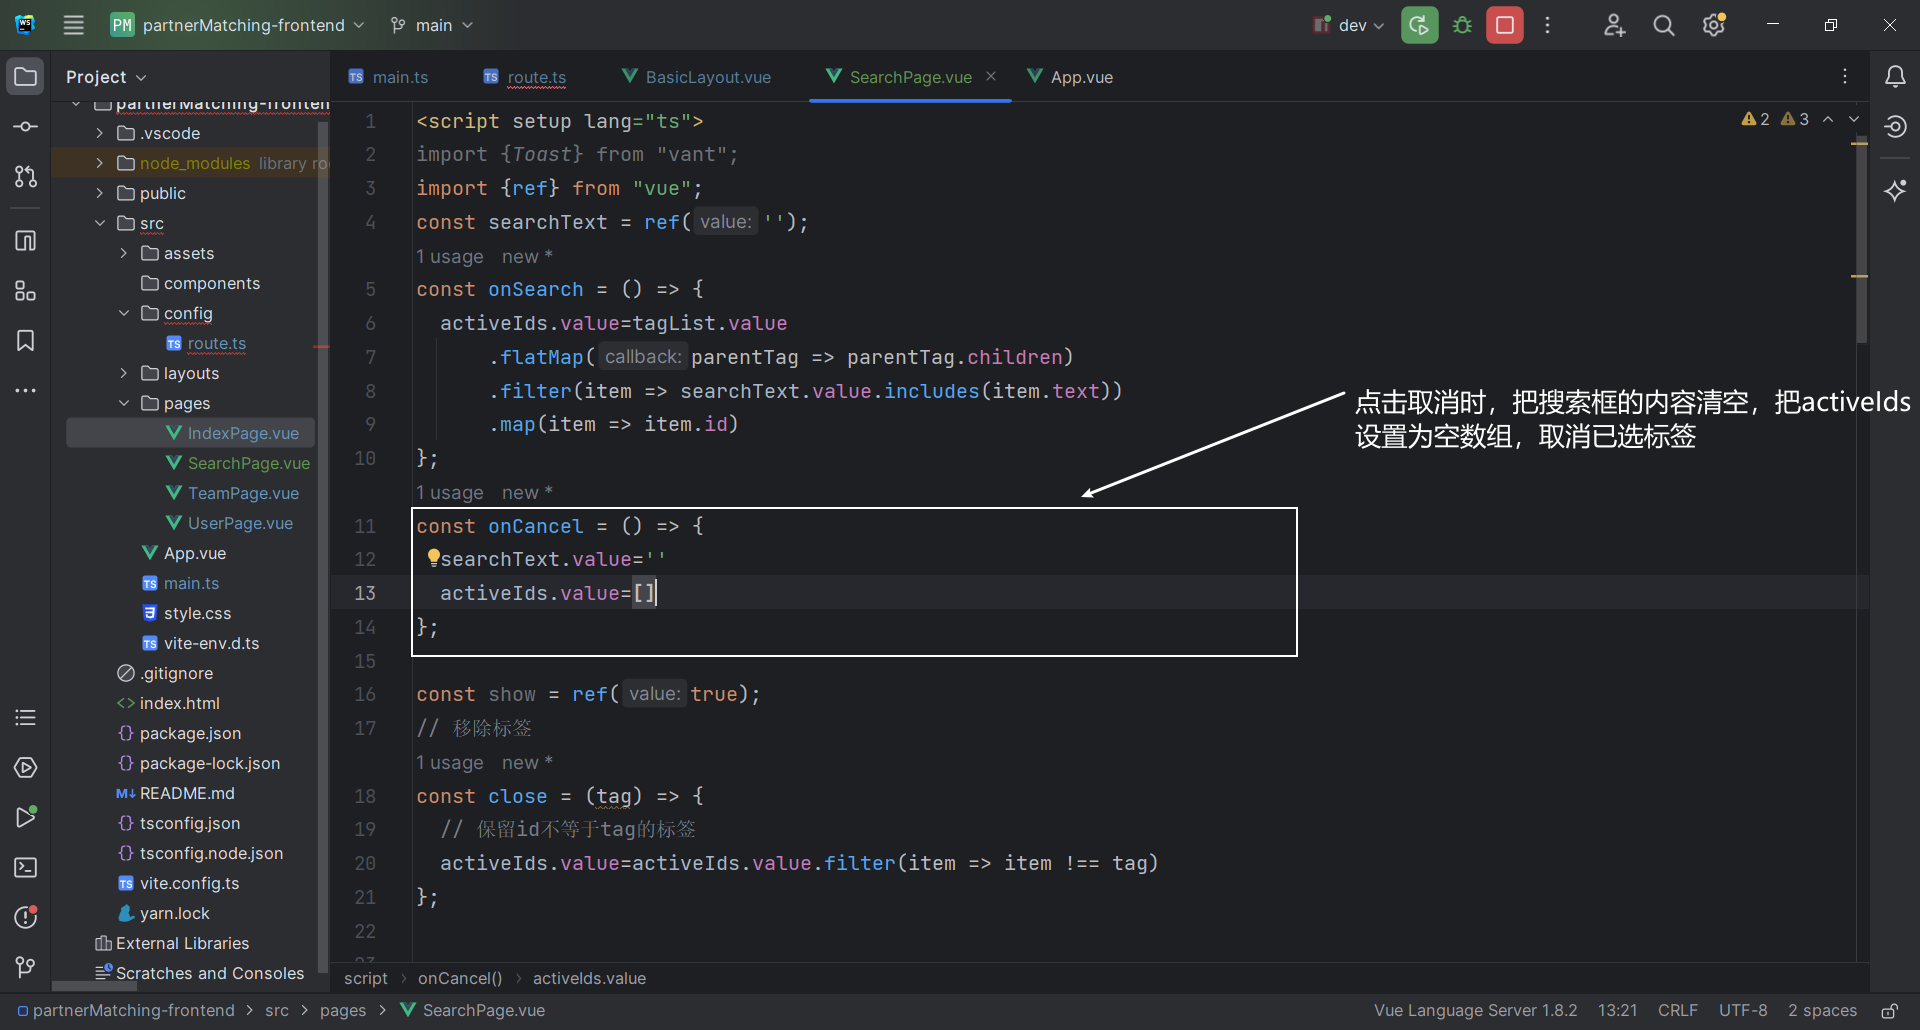 PM partnerMatching-frontend main dev
Project
main.ts route.ts BasicLayout.vue SearchPage.vue App.vue
partnerMatching-frontend
.vscode
node_modules library ro
public
src
assets
components
config
route.ts
layouts
pages
IndexPage.vue
SearchPage.vue
TeamPage.vue
UserPage.vue
App.vue
main.ts
style.css
vite-env.d.ts
.gitignore
index.html
package.json
package-lock.json
README.md
tsconfig.json
tsconfig.node.json
vite.config.ts
yarn.lock
External Libraries
Scratches and Consoles
2 3
1 <script setup lang="ts">
2 import {Toast} from "vant";
3 import {ref} from "vue";
4 const searchText = ref( value: '');
1 usage new *
5 const onSearch = () => {
6 activeIds.value=tagList.value
7 .flatMap( callback: parentTag => parentTag.children)
8 .filter(item => searchText.value.includes(item.text))
9 .map(item => item.id)
10 };
1 usage new *
11 const onCancel = () => {
12 searchText.value=''
13 activeIds.value=[]
14 };
15
16 const show = ref( value: true);
17 // 移除标签
1 usage new *
18 const close = (tag) => {
19 // 保留id不等于tag的标签
20 activeIds.value=activeIds.value.filter(item => item !== tag)
21 };
22
点击取消时，把搜索框的内容清空，把activeIds
设置为空数组，取消已选标签
script › onCancel() › activeIds.value
partnerMatching-frontend > src > pages > SearchPage.vue
Vue Language Server 1.8.2 13:21 CRLF UTF-8 2 spaces